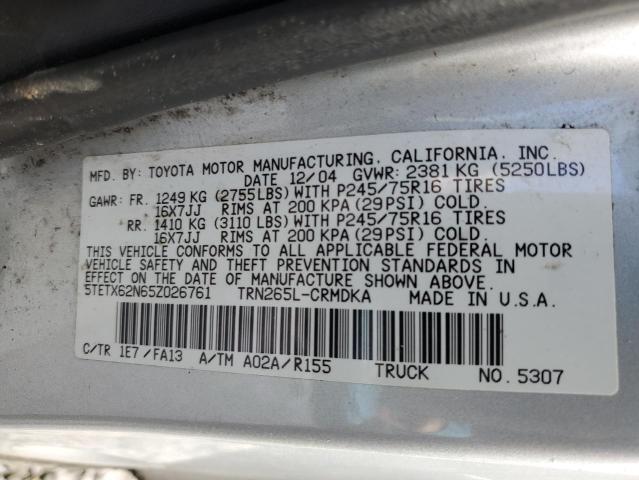 MFD. BY: TOYOTA MOTOR MANUFACTURING, CALIFORNIA, INC.
DATE 12/04 GVWR: 2381 KG (5250LBS)
GAWR: FR. 1249 KG (2755LBS) WITH P245/75R16 TIRES
16X7JJ RIMS AT 200 KPA (29PSI) COLD.
RR. 1410 KG (3110 LBS) WITH P245/75R16 TIRES
16X7JJ RIMS AT 200 KPA (29PSI) COLD.
THIS VEHICLE CONFORMS TO ALL APPLICABLE FEDERAL MOTOR
VEHICLE SAFETY AND THEFT PREVENTION STANDARDS IN
EFFECT ON THE DATE OF MANUFACTURE SHOWN ABOVE.
5TETX62N65Z026761 TRN265L-CRMDKA MADE IN U.S.A.
C/TR 1E7/FA13 A/TM A02A/R155 TRUCK NO. 5307